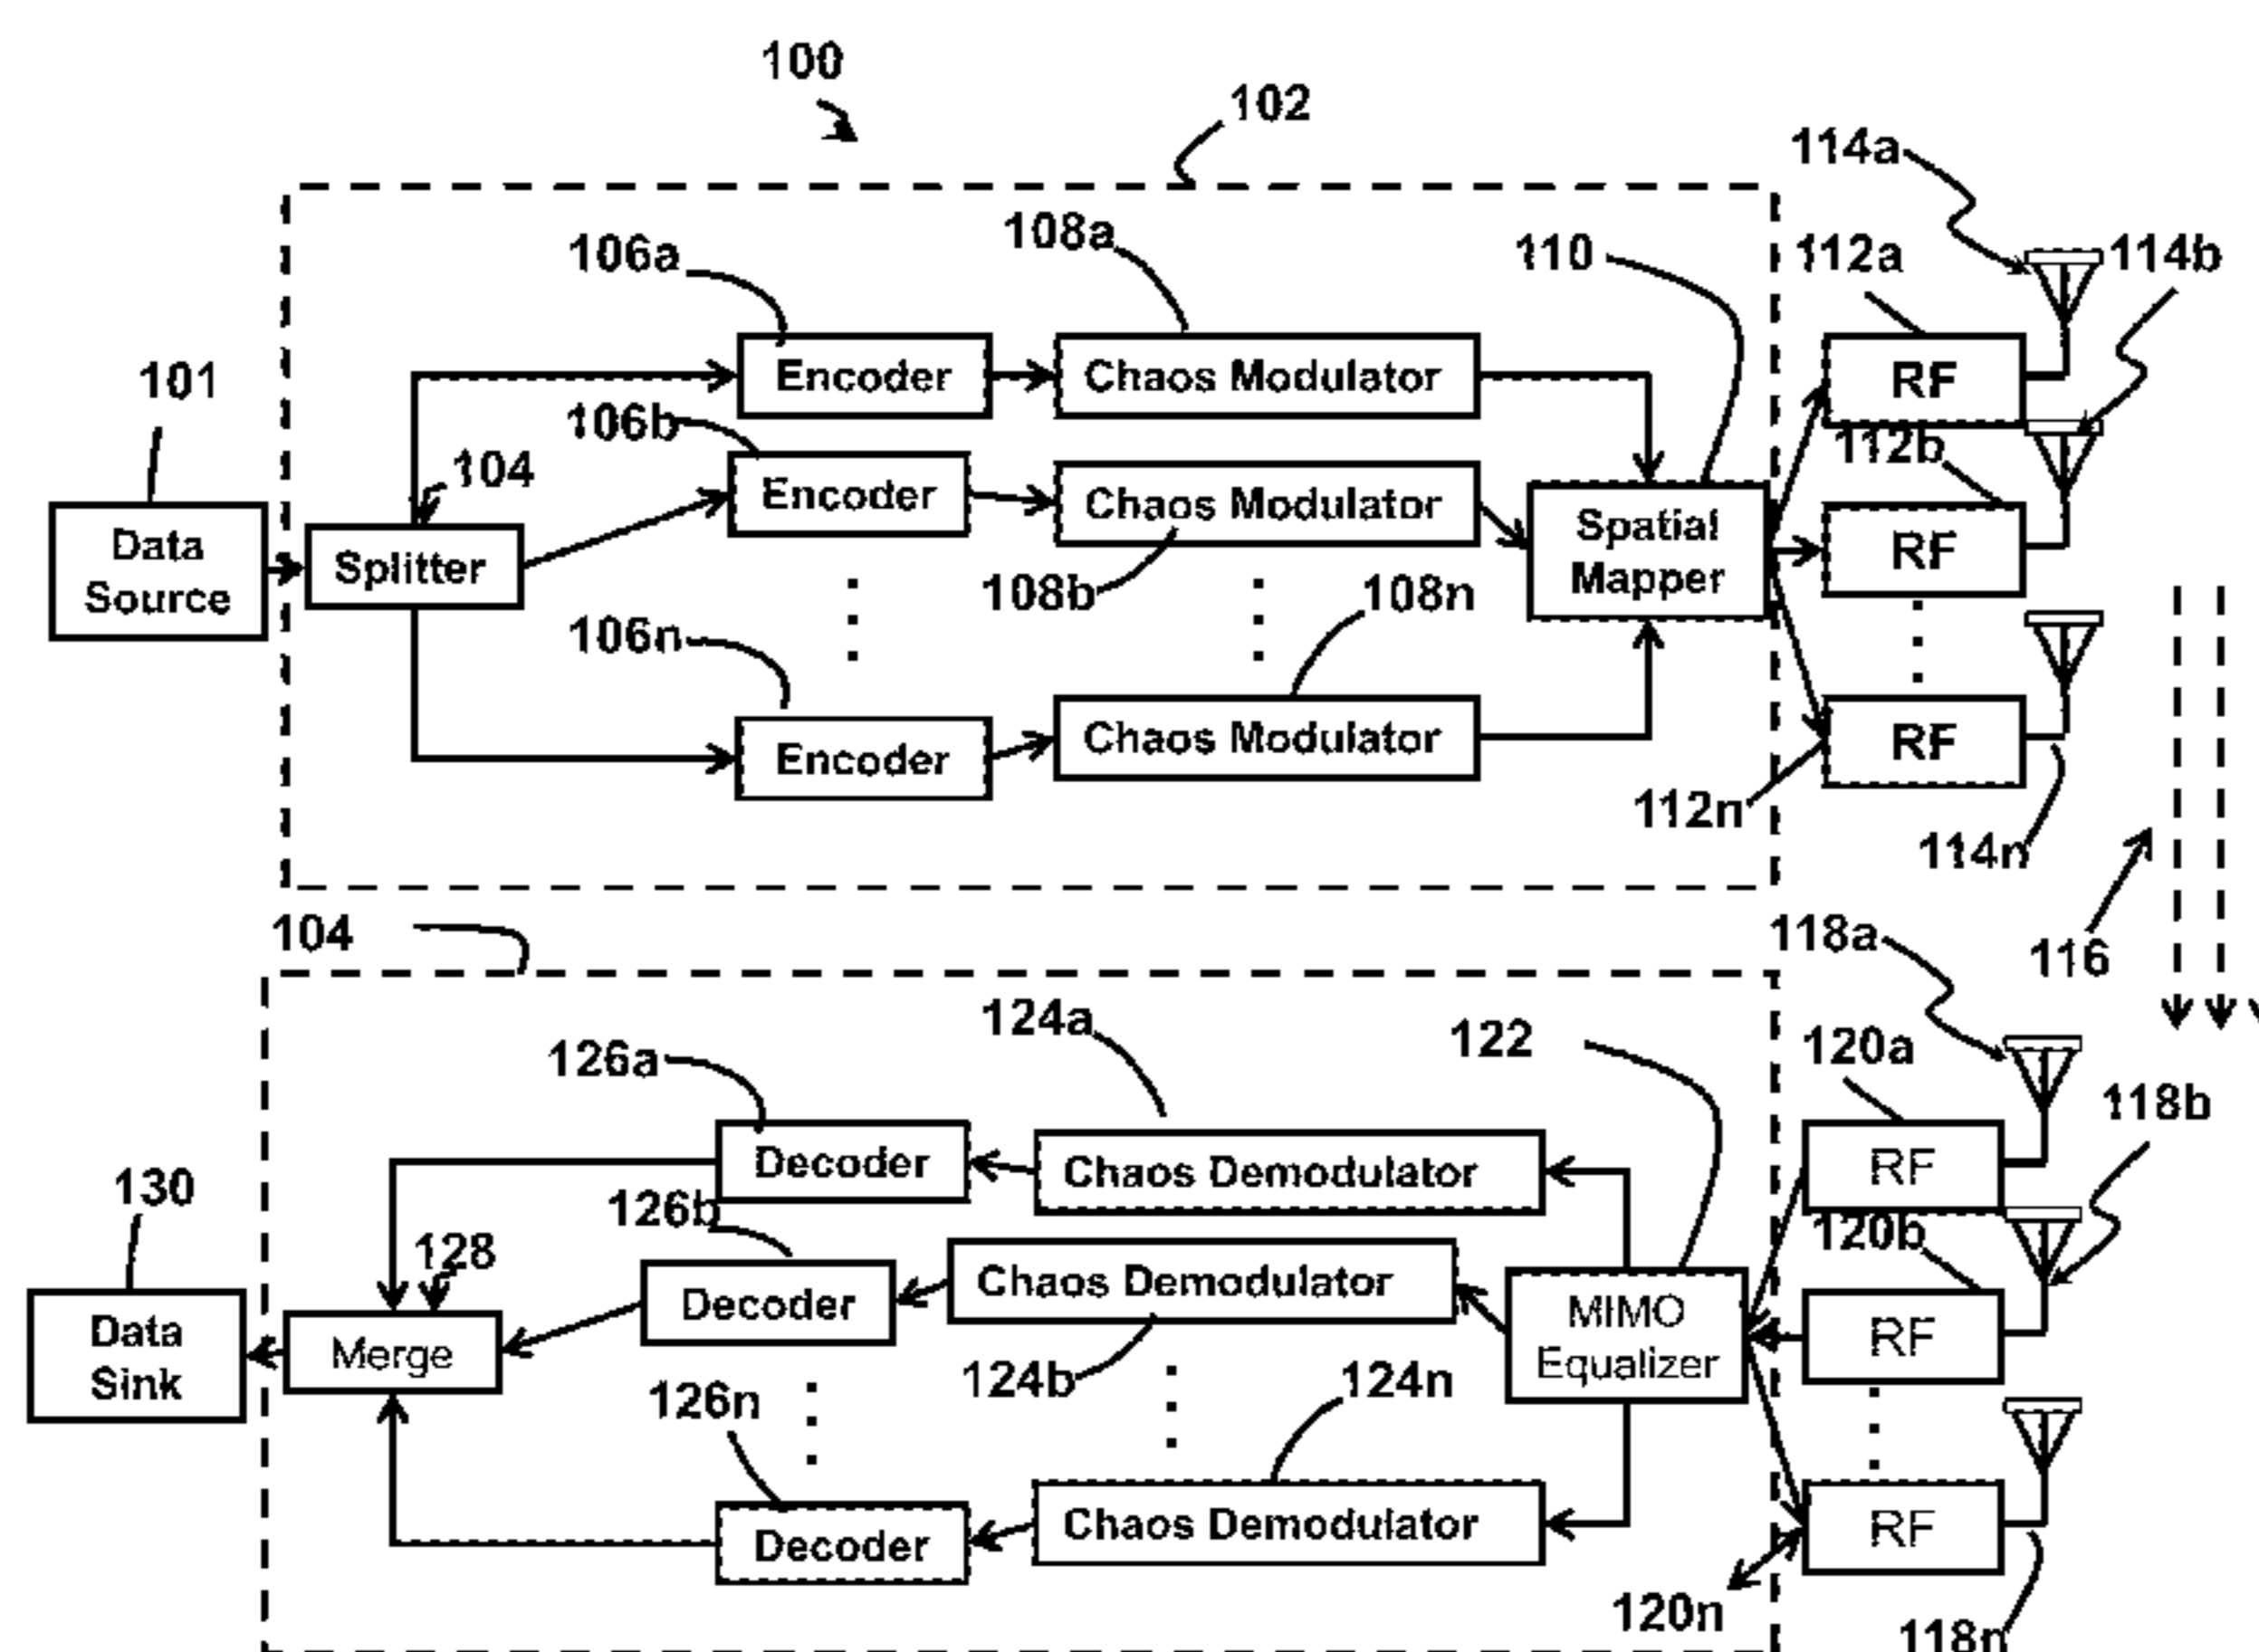 100
102
114a
106a
108a
110
112a
114b
101
Encoder
Chaos Modulator
RF
106b
104
112b
Encoder
Chaos Modulator
Data
Source
Splitter
Spatial
Mapper
RF
108b
108n
106n
Encoder
Chaos Modulator
RF
112n
114n
104
118a
116
124a
122
120a
126a
118b
Decoder
Chaos Demodulator
RF
130
126b
128
120b
Data
Sink
Merge
Decoder
Chaos Demodulator
MIMO
Equalizer
RF
124b
124n
126n
Decoder
Chaos Demodulator
RF
120n
118n